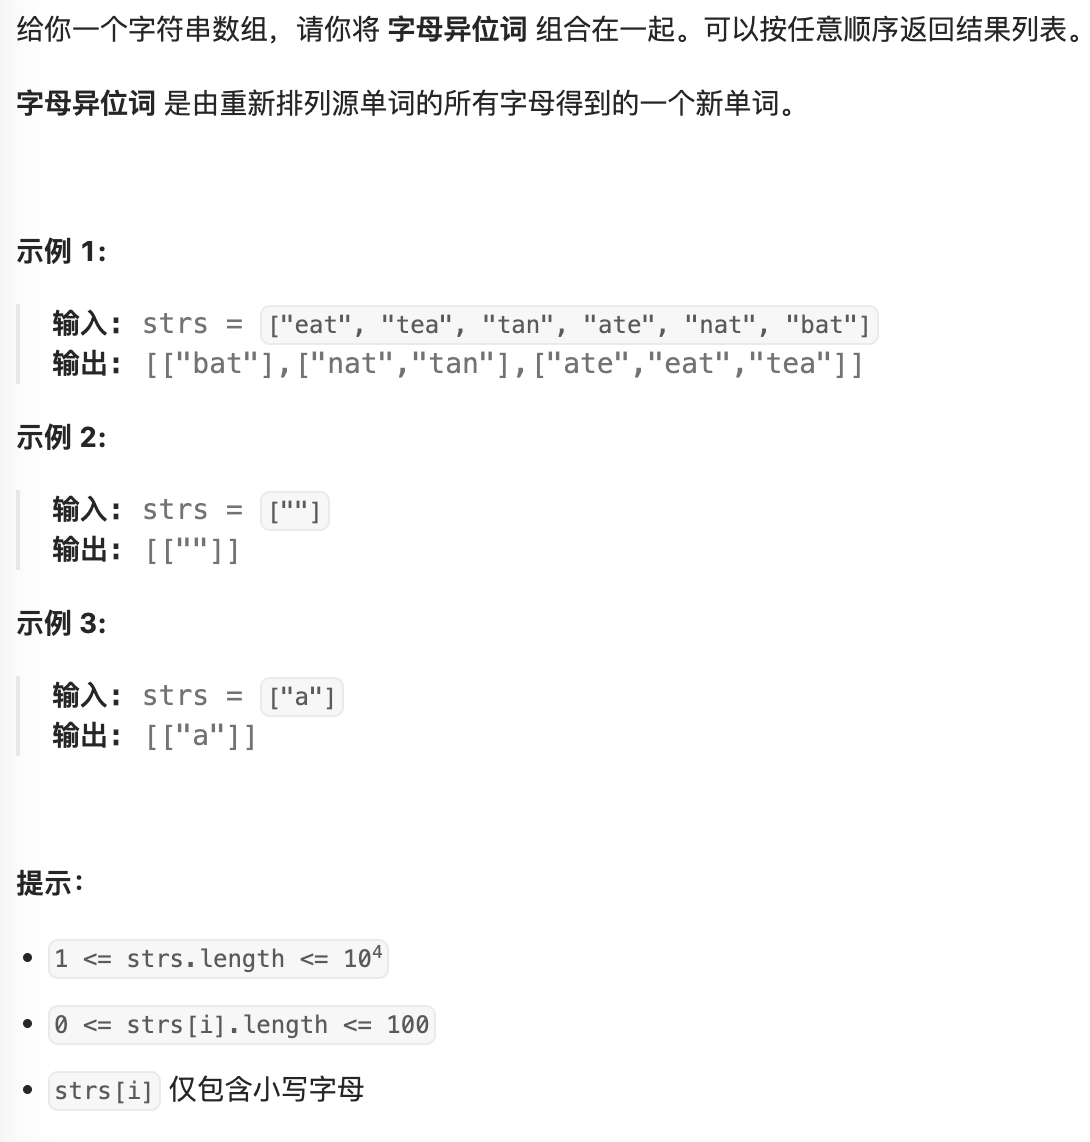 给你一个字符串数组，请你将 字母异位词 组合在一起。可以按任意顺序返回结果列表。
字母异位词 是由重新排列源单词的所有字母得到的一个新单词。
示例 1:
输入: strs = ["eat", "tea", "tan", "ate", "nat", "bat"]
输出: [["bat"],["nat","tan"],["ate","eat","tea"]]
示例 2:
输入: strs = [""]
输出: [[""]]
示例 3:
输入: strs = ["a"]
输出: [["a"]]
提示：
• 1 <= strs.length <= 10⁴
• 0 <= strs[i].length <= 100
• strs[i] 仅包含小写字母